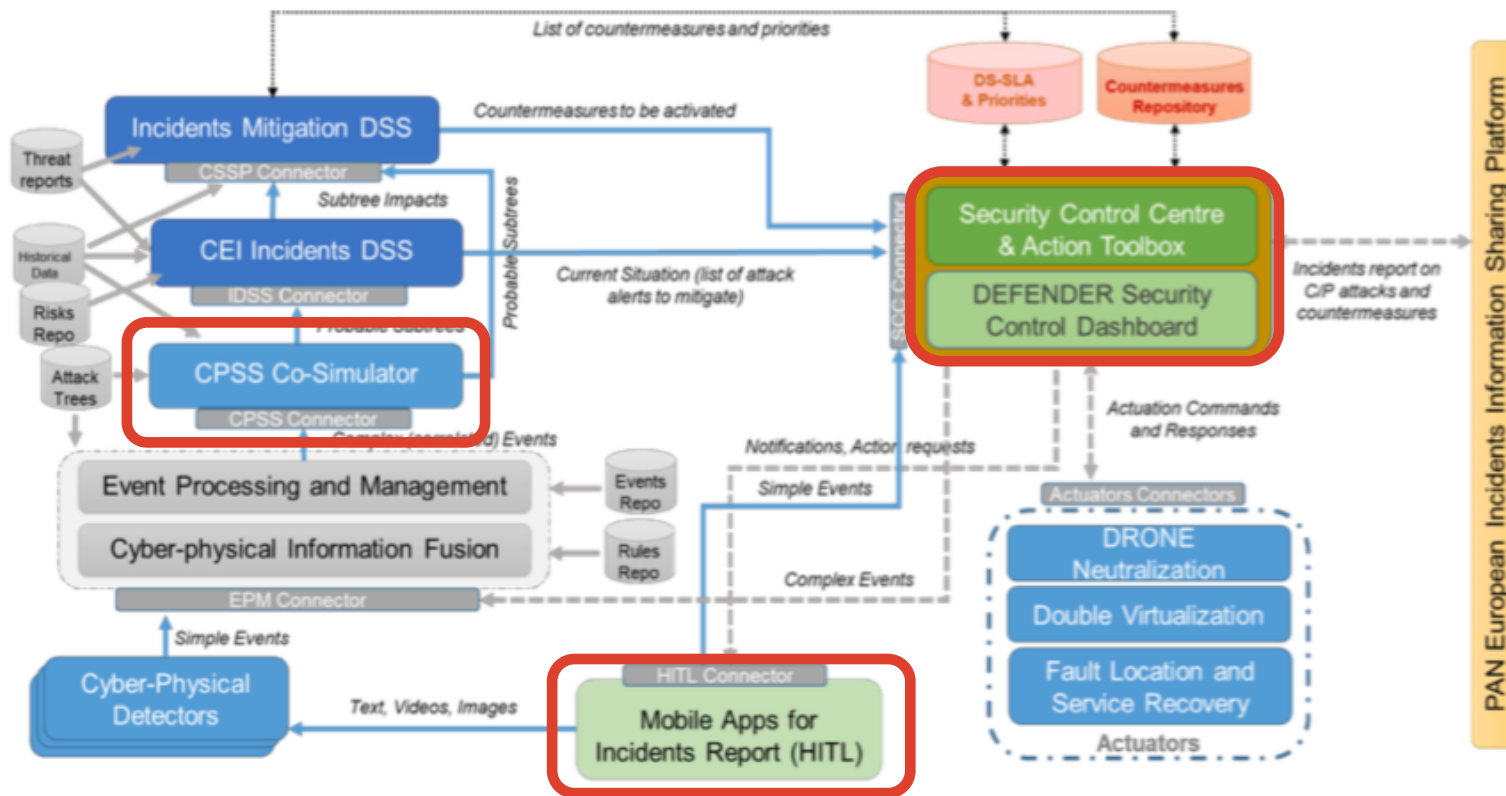 List of countermeasures and priorities
DS-SLA
& Priorities
Countermeasures
Repository
Incidents Mitigation DSS
CSSP Connector
Countermeasures to be activated
Threat
reports
Subtree Impacts
Probable Subtrees
Historical
Data
CEI Incidents DSS
IDSS Connector
Current Situation (list of attack
alerts to mitigate)
Risks
Repo
Probable Subtrees
Attack
Trees
CPSS Co-Simulator
CPSS Connector
Complex (correlated) Events
SCC Connector
Security Control Centre
& Action Toolbox
DEFENDER Security
Control Dashboard
Incidents report on
C/P attacks and
countermeasures
PAN European Incidents Information Sharing Platform
Event Processing and Management
Cyber-physical Information Fusion
Events
Repo
Rules
Repo
EPM Connector
Notifications, Action requests
Simple Events
Complex Events
Actuation Commands
and Responses
Actuators Connectors
DRONE
Neutralization
Double Virtualization
Fault Location and
Service Recovery
Actuators
Simple Events
Cyber-Physical
Detectors
Text, Videos, Images
HITL Connector
Mobile Apps for
Incidents Report (HITL)